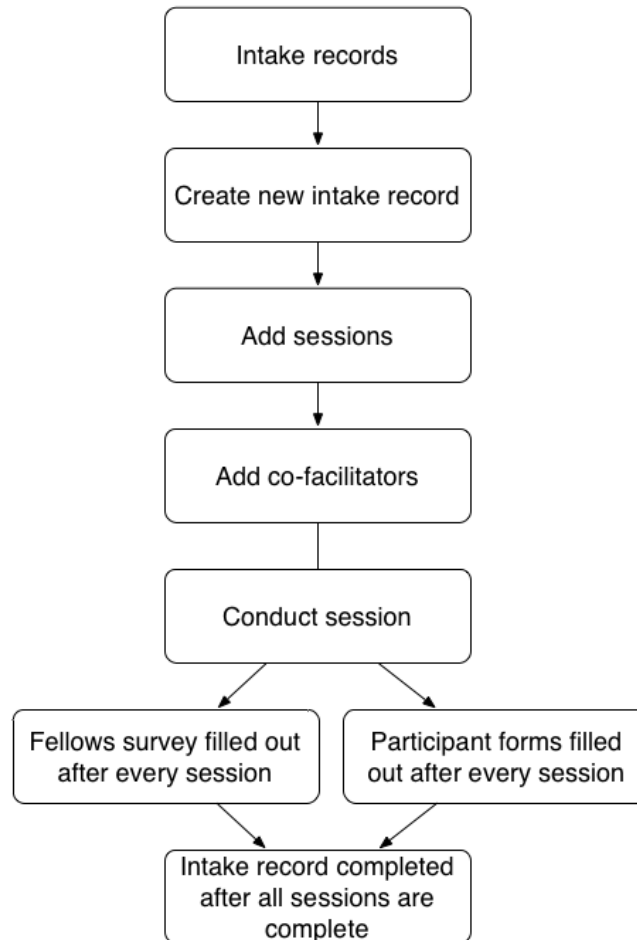 Intake records
Create new intake record
Add sessions
Add co-facilitators
Conduct session
Fellows survey filled out
after every session
Participant forms filled
out after every session
Intake record completed
after all sessions are
complete